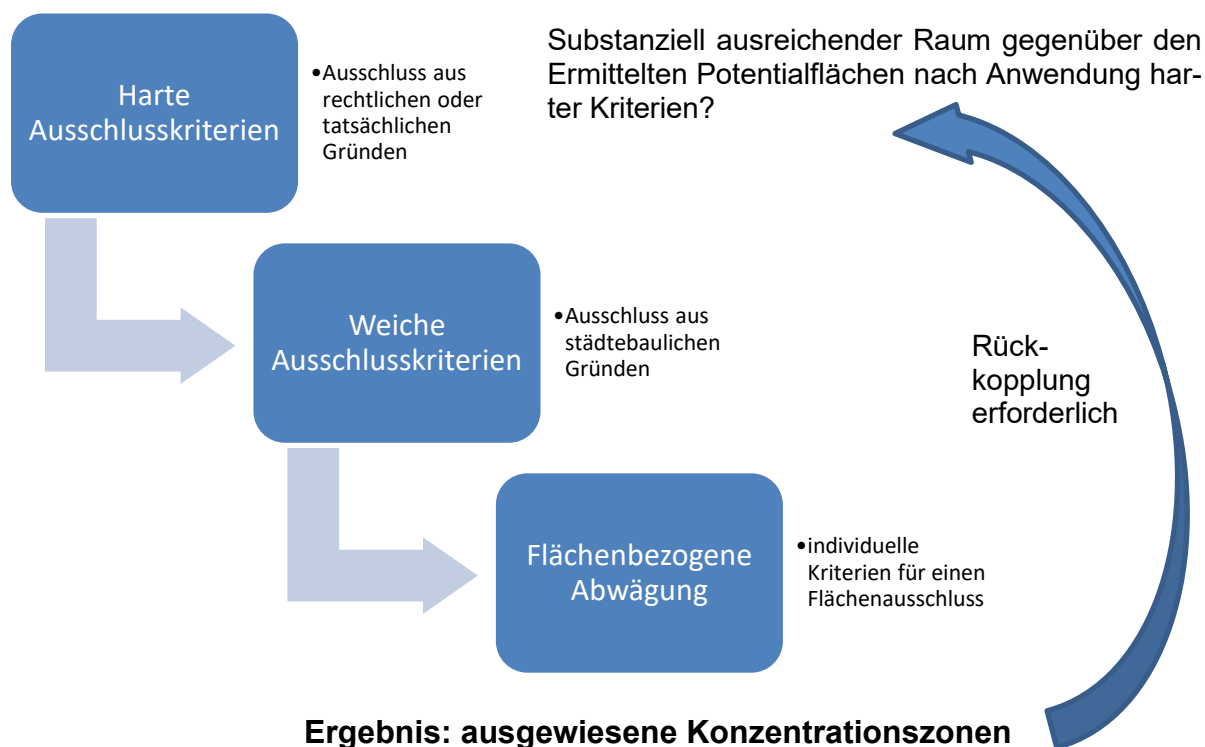 Harte
Ausschlusskriterien
•Ausschluss aus
rechtlichen oder
tatsächlichen
Gründen
Substanziell ausreichender Raum gegenüber den
Ermittelten Potentialflächen nach Anwendung har-
ter Kriterien?
Weiche
Ausschlusskriterien
•Ausschluss aus
städtebaulichen
Gründen
Rück-
kopplung
erforderlich
Flächenbezogene
Abwägung
•individuelle
Kriterien für einen
Flächenausschluss
Ergebnis: ausgewiesene Konzentrationszonen